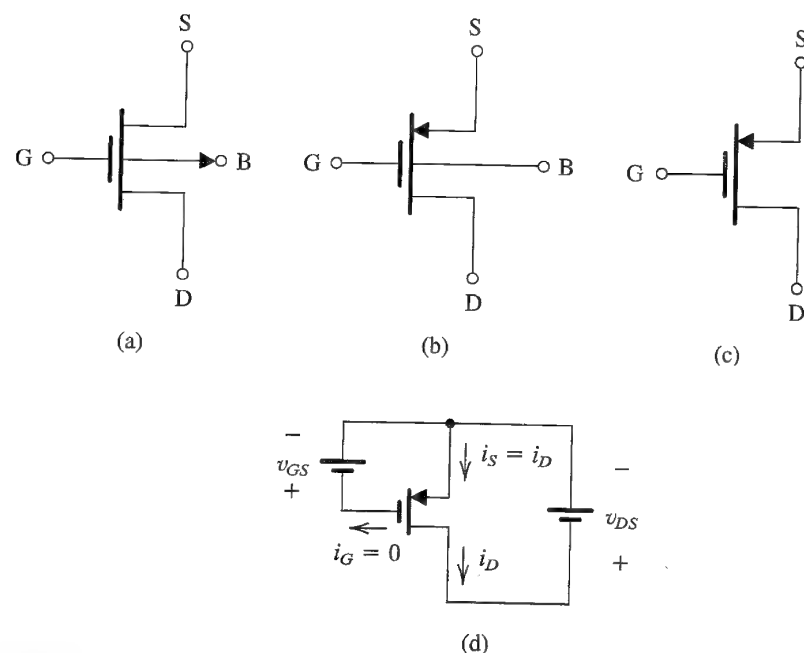 S
S
S
G
B
G
B
G
D
D
D
(a)
(b)
(c)
−
v_GS
+
i_S = i_D
−
v_DS
+
i_G = 0
i_D
(d)